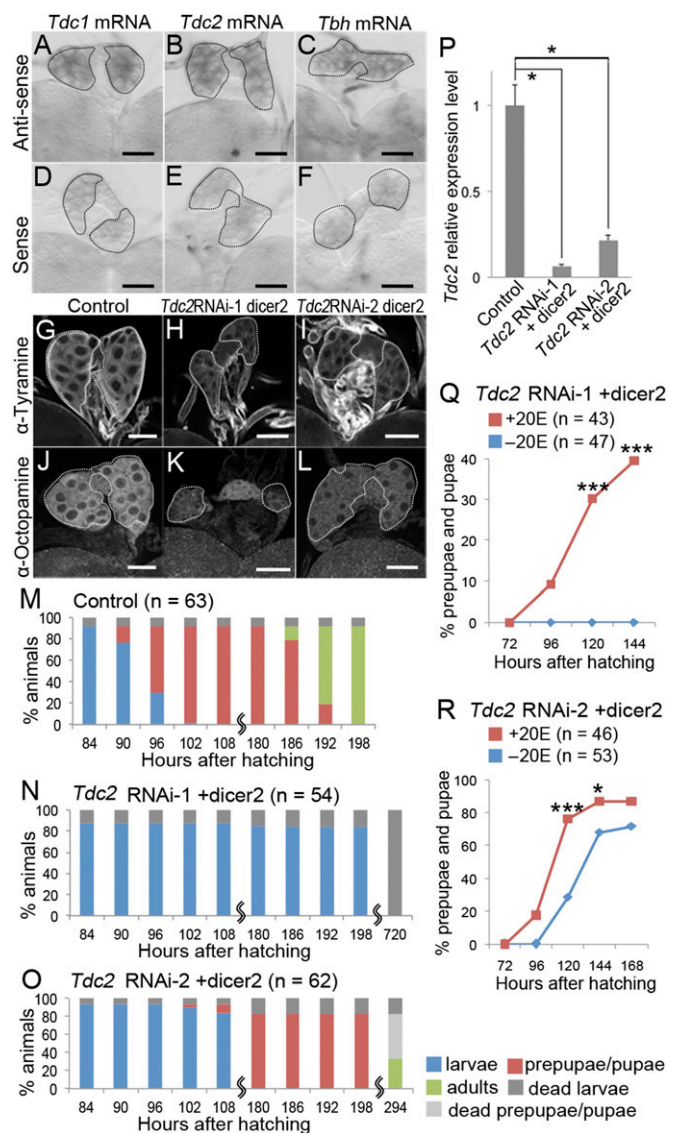 Tdc1 mRNA Tdc2 mRNA Tbh mRNA
Anti-sense
A B C
Sense
D E F
Control Tdc2RNAi-1 dicer2 Tdc2RNAi-2 dicer2
α-Tyramine
G H I
α-Octopamine
J K L
M Control (n = 63)
% animals
100
80
60
40
20
0
84 90 96 102 108 180 186 192 198
Hours after hatching
N Tdc2 RNAi-1 +dicer2 (n = 54)
% animals
100
80
60
40
20
0
84 90 96 102 108 180 186 192 198 720
Hours after hatching
O Tdc2 RNAi-2 +dicer2 (n = 62)
% animals
100
80
60
40
20
0
84 90 96 102 108 180 186 192 198 294
Hours after hatching
P
*
*
Tdc2 relative expression level
1
0.5
0
Control
Tdc2 RNAi-1
+ dicer2
Tdc2 RNAi-2
+ dicer2
Q Tdc2 RNAi-1 +dicer2
+20E (n = 43)
–20E (n = 47)
*** ***
% prepupae and pupae
40
30
20
10
0
72 96 120 144
Hours after hatching
R Tdc2 RNAi-2 +dicer2
+20E (n = 46)
–20E (n = 53)
*** *
% prepupae and pupae
80
60
40
20
0
72 96 120 144 168
Hours after hatching
larvae prepupae/pupae
adults dead larvae
dead prepupae/pupae